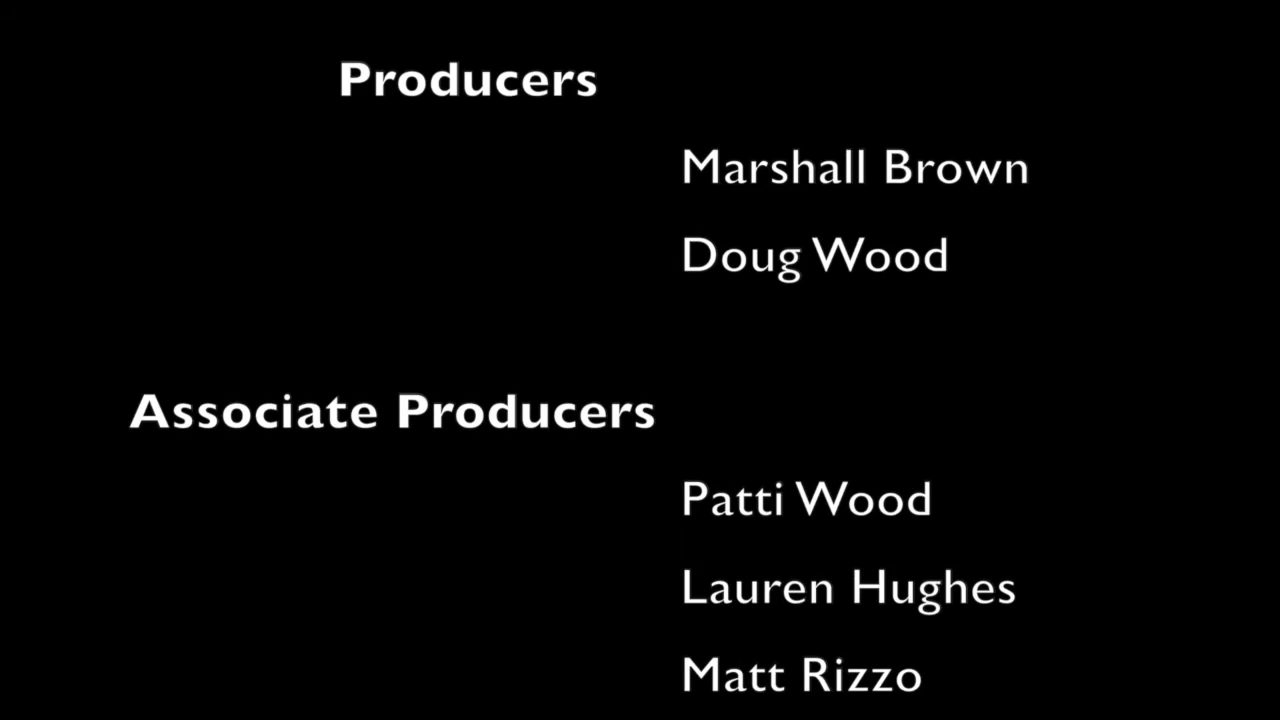 Producers
Marshall Brown
Doug Wood
Associate Producers
Patti Wood
Lauren Hughes
Matt Rizzo